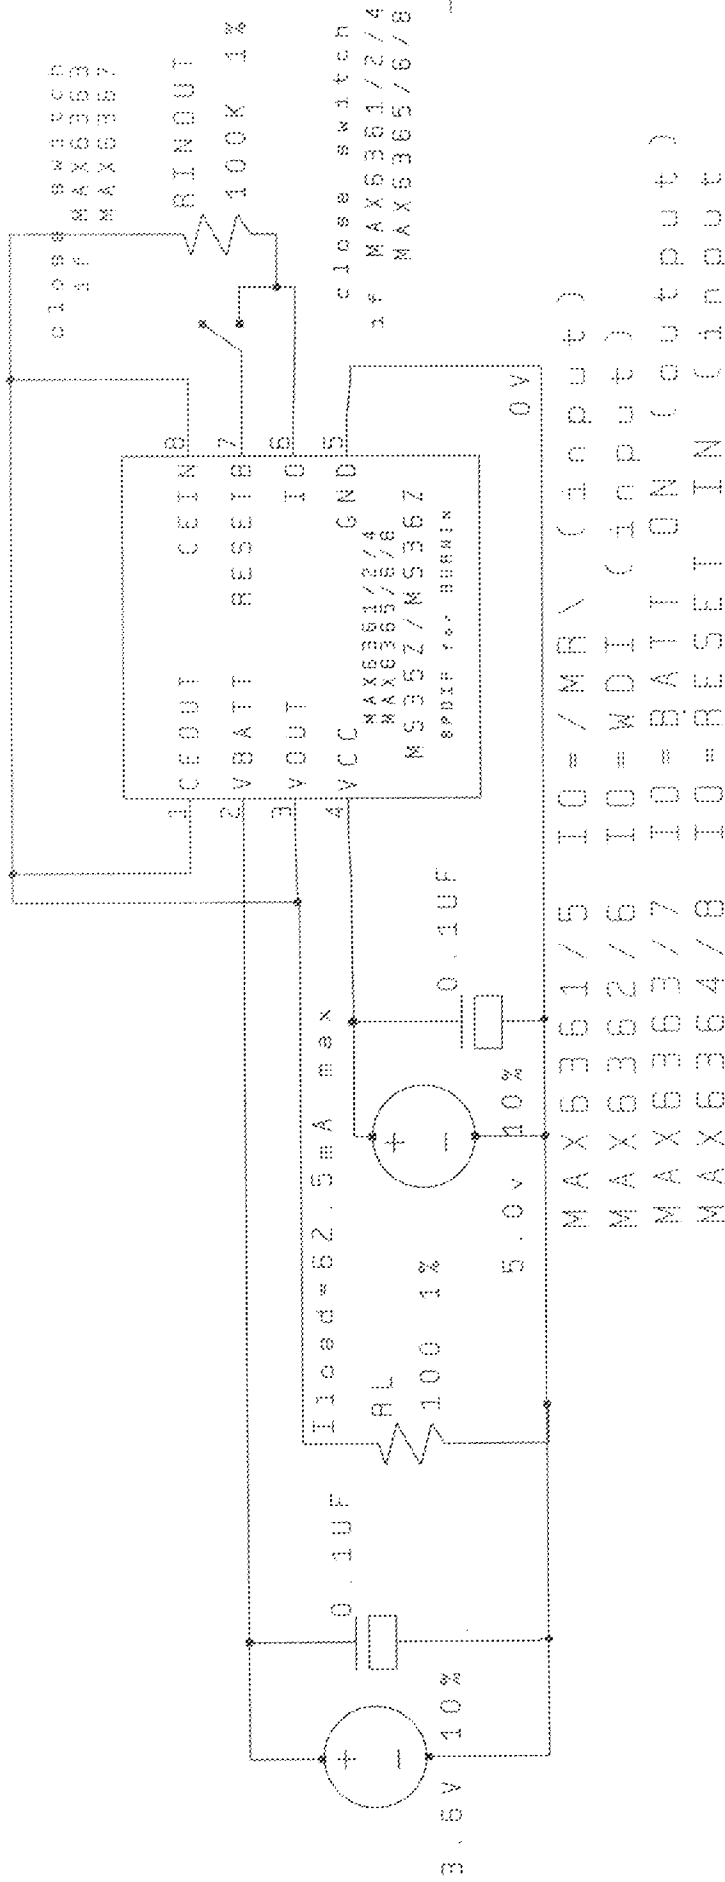 close switch
if MAX6363
MAX6367
RINOUT
100K 1%
close switch
if MAX6361/2/4
MAX6365/6/8
1 CEOUT CEIN 8
2 VBATT RESETB 7
3 VOUT IO 6
4 VCC GND 5
MAX6361/2/4
MAX6365/6/8
MS35Z/MS36Z
8PDIP for BURNIN
0V
Iload=62.5mA max
0.1UF
RL
100 1%
5.0v 10%
0.1UF
3.6V 10%
MAX6361/5 IO=/MR\ (input)
MAX6362/6 IO=WDI (input)
MAX6363/7 IO=BATT ON (output)
MAX6364/8 IO=RESET IN (input